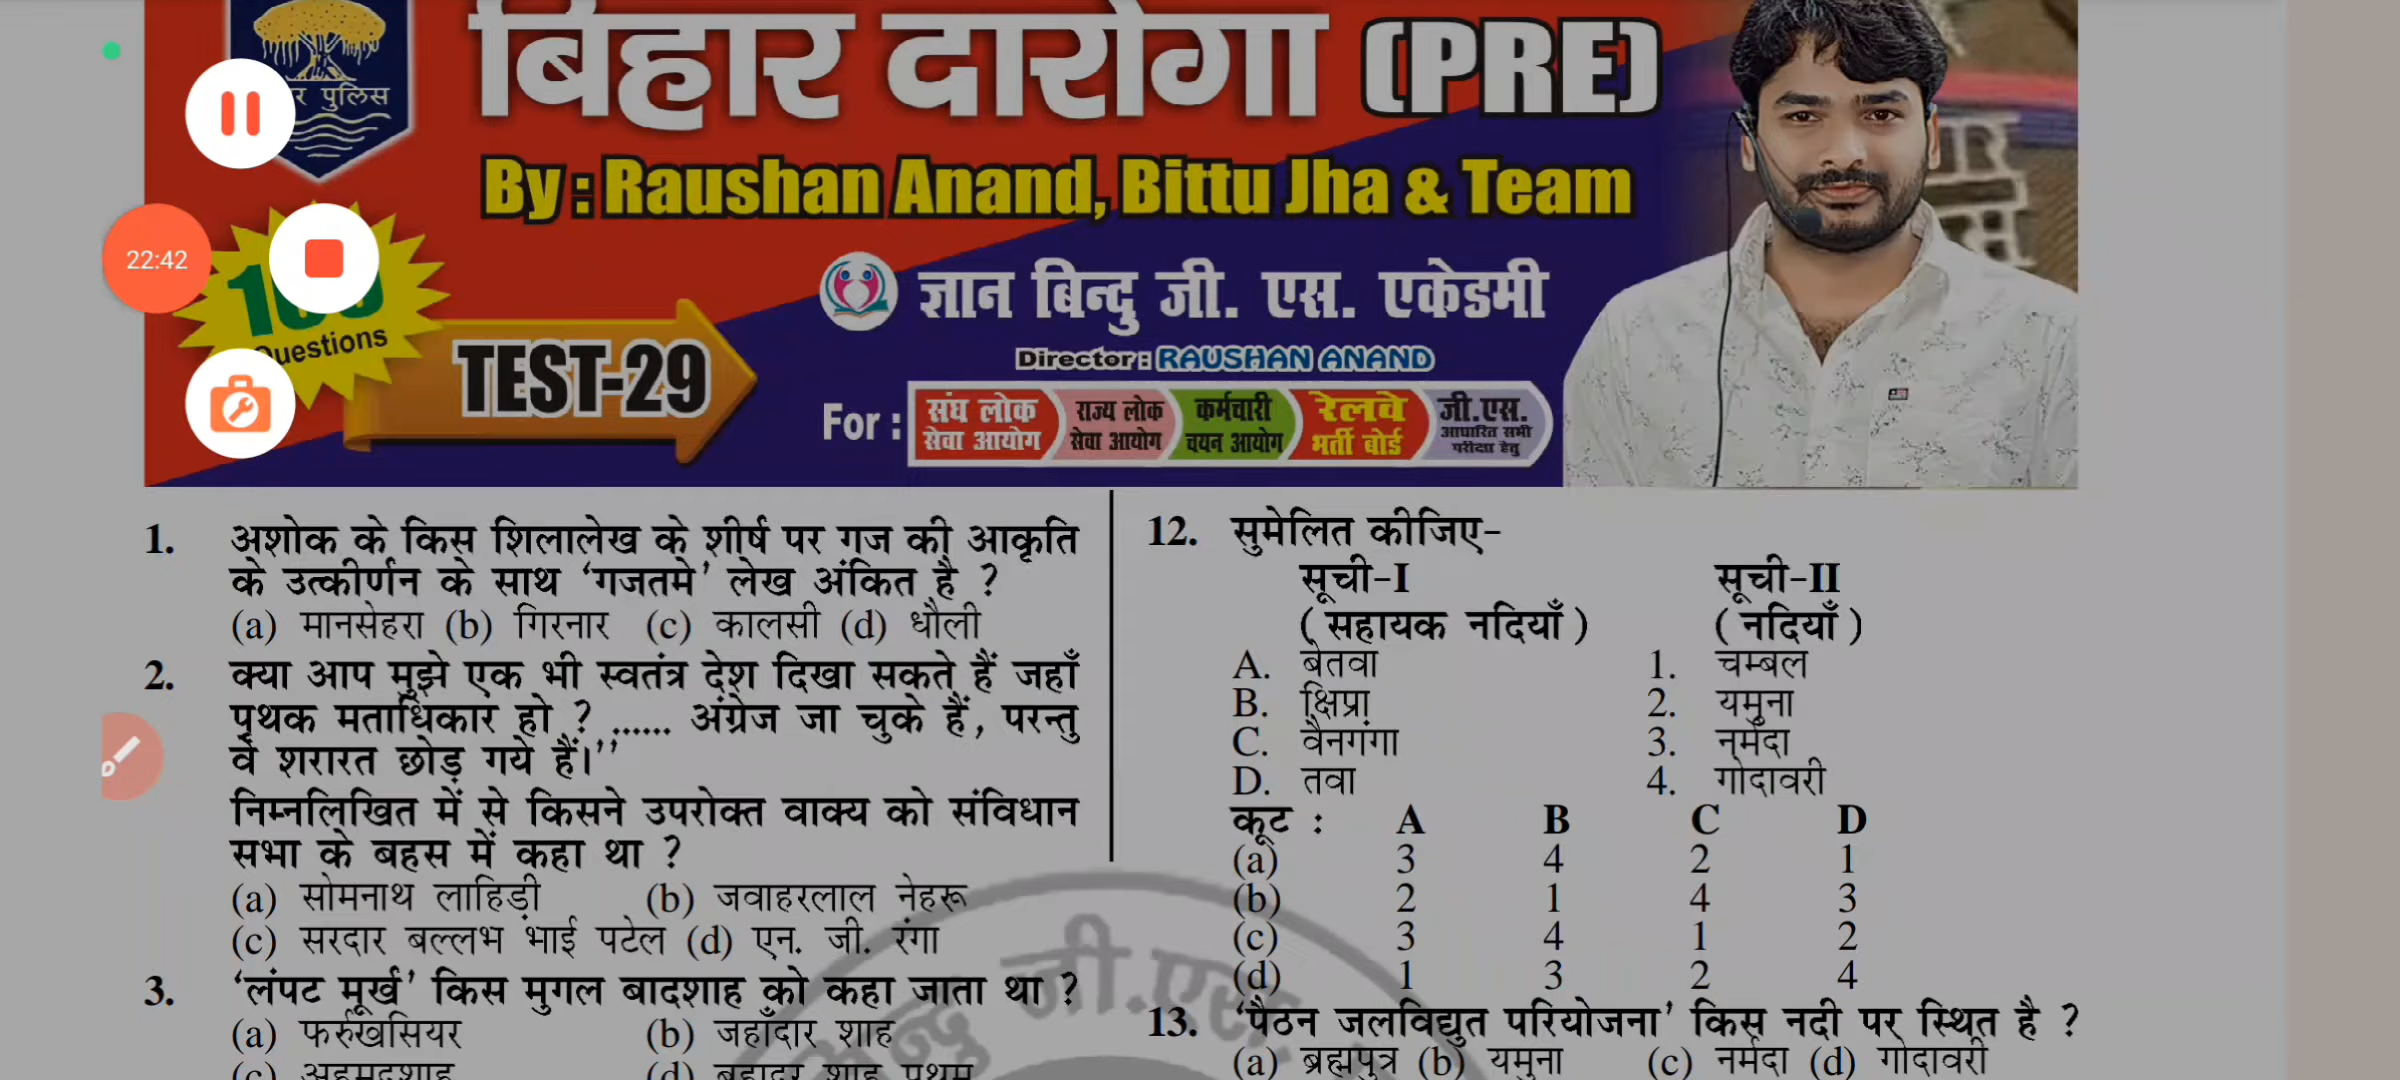 बिहार दारोगा (PRE)
र पुलिस
By : Raushan Anand, Bittu Jha & Team
22:42
Questions
ज्ञान बिन्दु जी. एस. एकेडमी
TEST-29
Director : RAUSHAN ANAND
For : संघ लोक सेवा आयोग राज्य लोक सेवा आयोग कर्मचारी चयन आयोग रेलवे भर्ती बोर्ड जी.एस. आधारित सभी परीक्षा हेतु
1. अशोक के किस शिलालेख के शीर्ष पर गज की आकृति
के उत्कीर्णन के साथ ‘गजतमे’ लेख अंकित है ?
(a) मानसेहरा (b) गिरनार (c) कालसी (d) धौली
2. क्या आप मुझे एक भी स्वतंत्र देश दिखा सकते हैं जहाँ
पृथक मताधिकार हो ? ...... अंग्रेज जा चुके हैं, परन्तु
वे शरारत छोड़ गये हैं।’’
निम्नलिखित में से किसने उपरोक्त वाक्य को संविधान
सभा के बहस में कहा था ?
(a) सोमनाथ लाहिड़ी (b) जवाहरलाल नेहरू
(c) सरदार बल्लभ भाई पटेल (d) एन. जी. रंगा
3. ‘लंपट मूर्ख’ किस मुगल बादशाह को कहा जाता था ?
(a) फर्रुखसियर (b) जहाँदार शाह
(c) अहमदशाह (d) बहादुर शाह प्रथम
12. सुमेलित कीजिए-
सूची-I सूची-II
(सहायक नदियाँ) (नदियाँ)
A. बेतवा 1. चम्बल
B. क्षिप्रा 2. यमुना
C. वैनगंगा 3. नर्मदा
D. तवा 4. गोदावरी
कूट : A B C D
(a) 3 4 2 1
(b) 2 1 4 3
(c) 3 4 1 2
(d) 1 3 2 4
13. ‘पैठन जलविद्युत परियोजना’ किस नदी पर स्थित है ?
(a) ब्रह्मपुत्र (b) यमुना (c) नर्मदा (d) गोदावरी